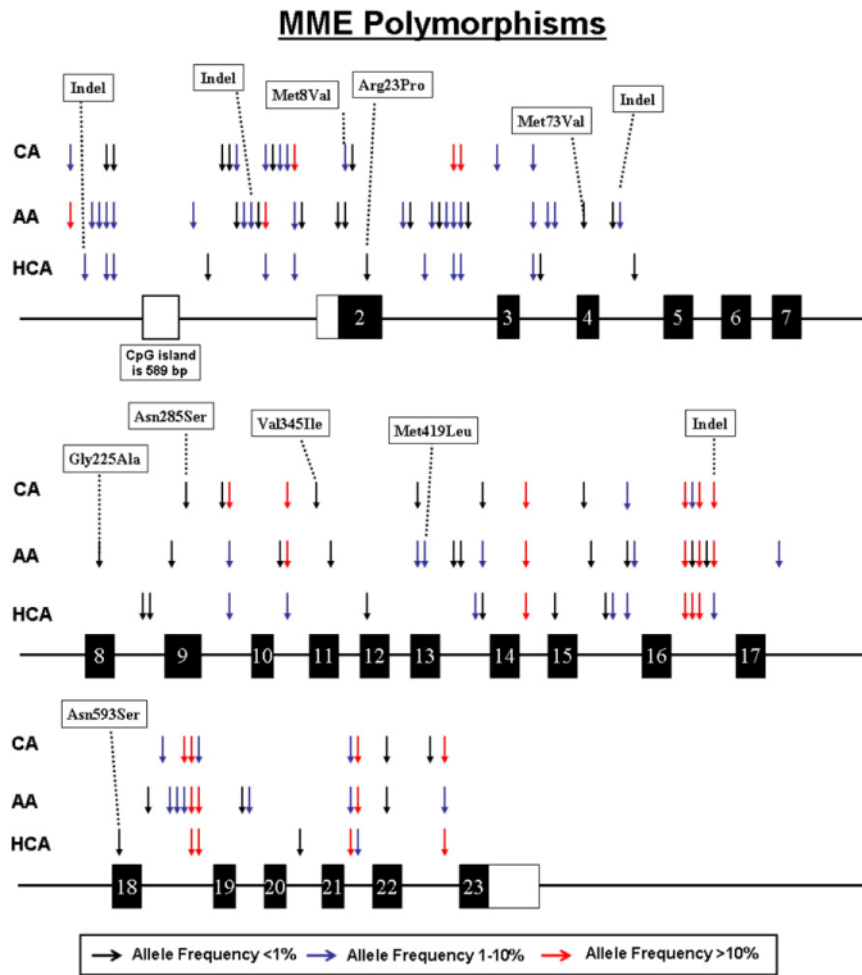 MME Polymorphisms
Indel
Indel
Met8Val
Arg23Pro
Met73Val
Indel
CA
AA
HCA
2
3
4
5
6
7
CpG island
is 589 bp
Asn285Ser
Val345Ile
Met419Leu
Indel
Gly225Ala
CA
AA
HCA
8
9
10
11
12
13
14
15
16
17
Asn593Ser
CA
AA
HCA
18
19
20
21
22
23
Allele Frequency <1%
Allele Frequency 1-10%
Allele Frequency >10%